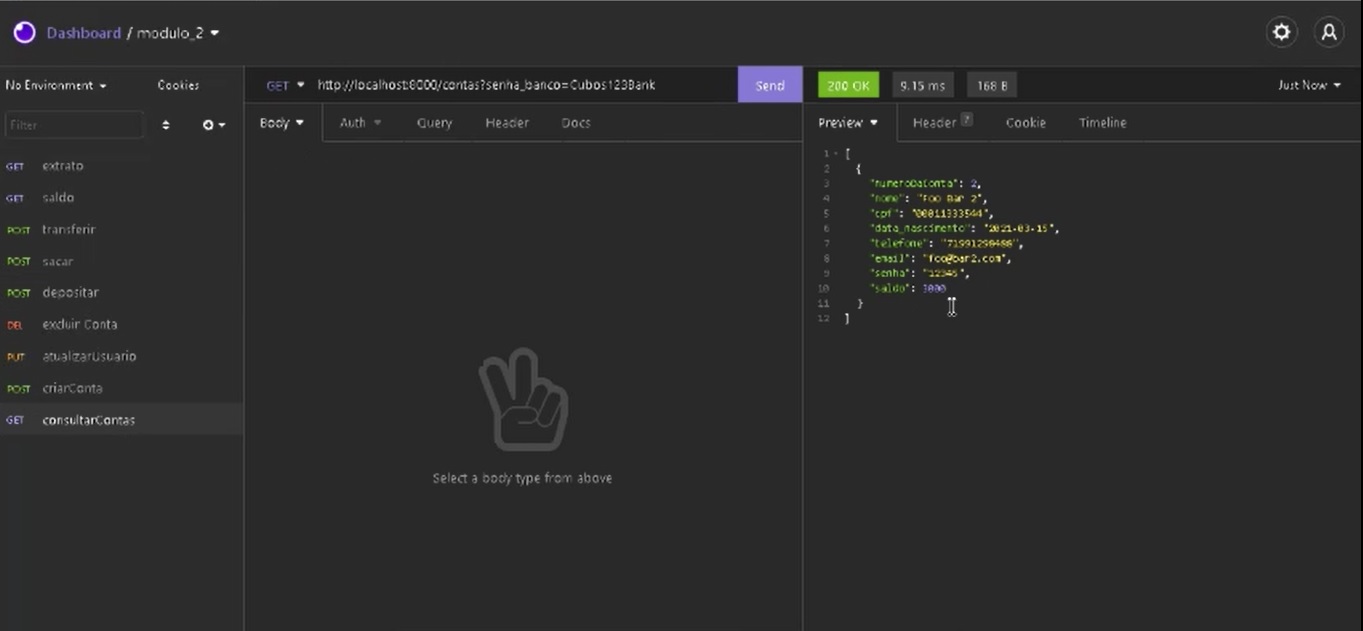 Dashboard / modulo_2
No Environment
Cookies
GET http://localhost:8000/contas?senha_banco=Cubos123Bank
Send
200 OK
9.15 ms
168 B
Just Now
Filter
Body
Auth
Query
Header
Docs
Preview
Header 7
Cookie
Timeline
GET extrato
GET saldo
POST transferir
POST sacar
POST depositar
DEL excluir Conta
PUT atualizarUsuario
POST criarConta
GET consultarContas
Select a body type from above
1 [
2 {
3 "numeroDaConta": 2,
4 "nome": "Foo Bar 2",
5 "cpf": "00011333544",
6 "data_nascimento": "2021-03-15",
7 "telefone":
8 "email": "foo@bar2.com",
9 "senha": "12345",
10 "saldo": 3000
11 }
12 ]